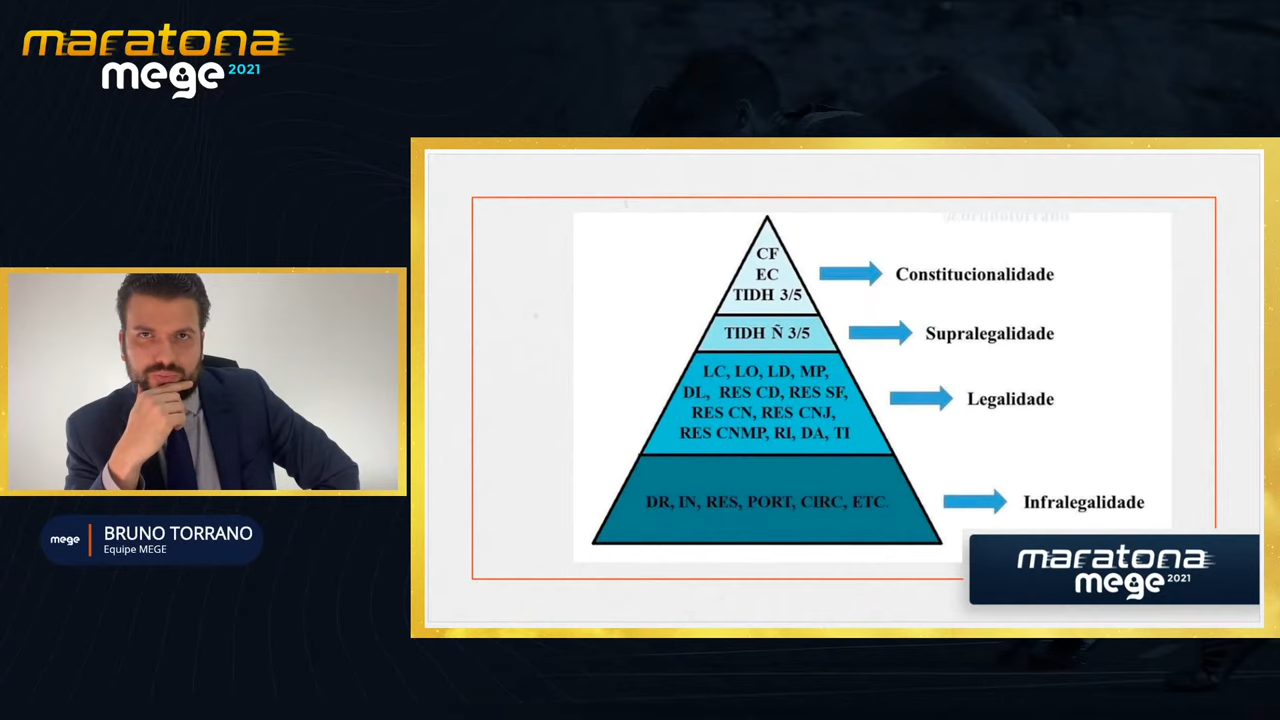 maratona
mege 2021
@brunotorrano
CF
EC
TIDH 3/5
Constitucionalidade
TIDH Ñ 3/5
Supralegalidade
LC, LO, LD, MP,
DL, RES CD, RES SF,
RES CN, RES CNJ,
RES CNMP, RI, DA, TI
Legalidade
DR, IN, RES, PORT, CIRC, ETC.
Infralegalidade
mege
BRUNO TORRANO
Equipe MEGE
maratona
mege 2021